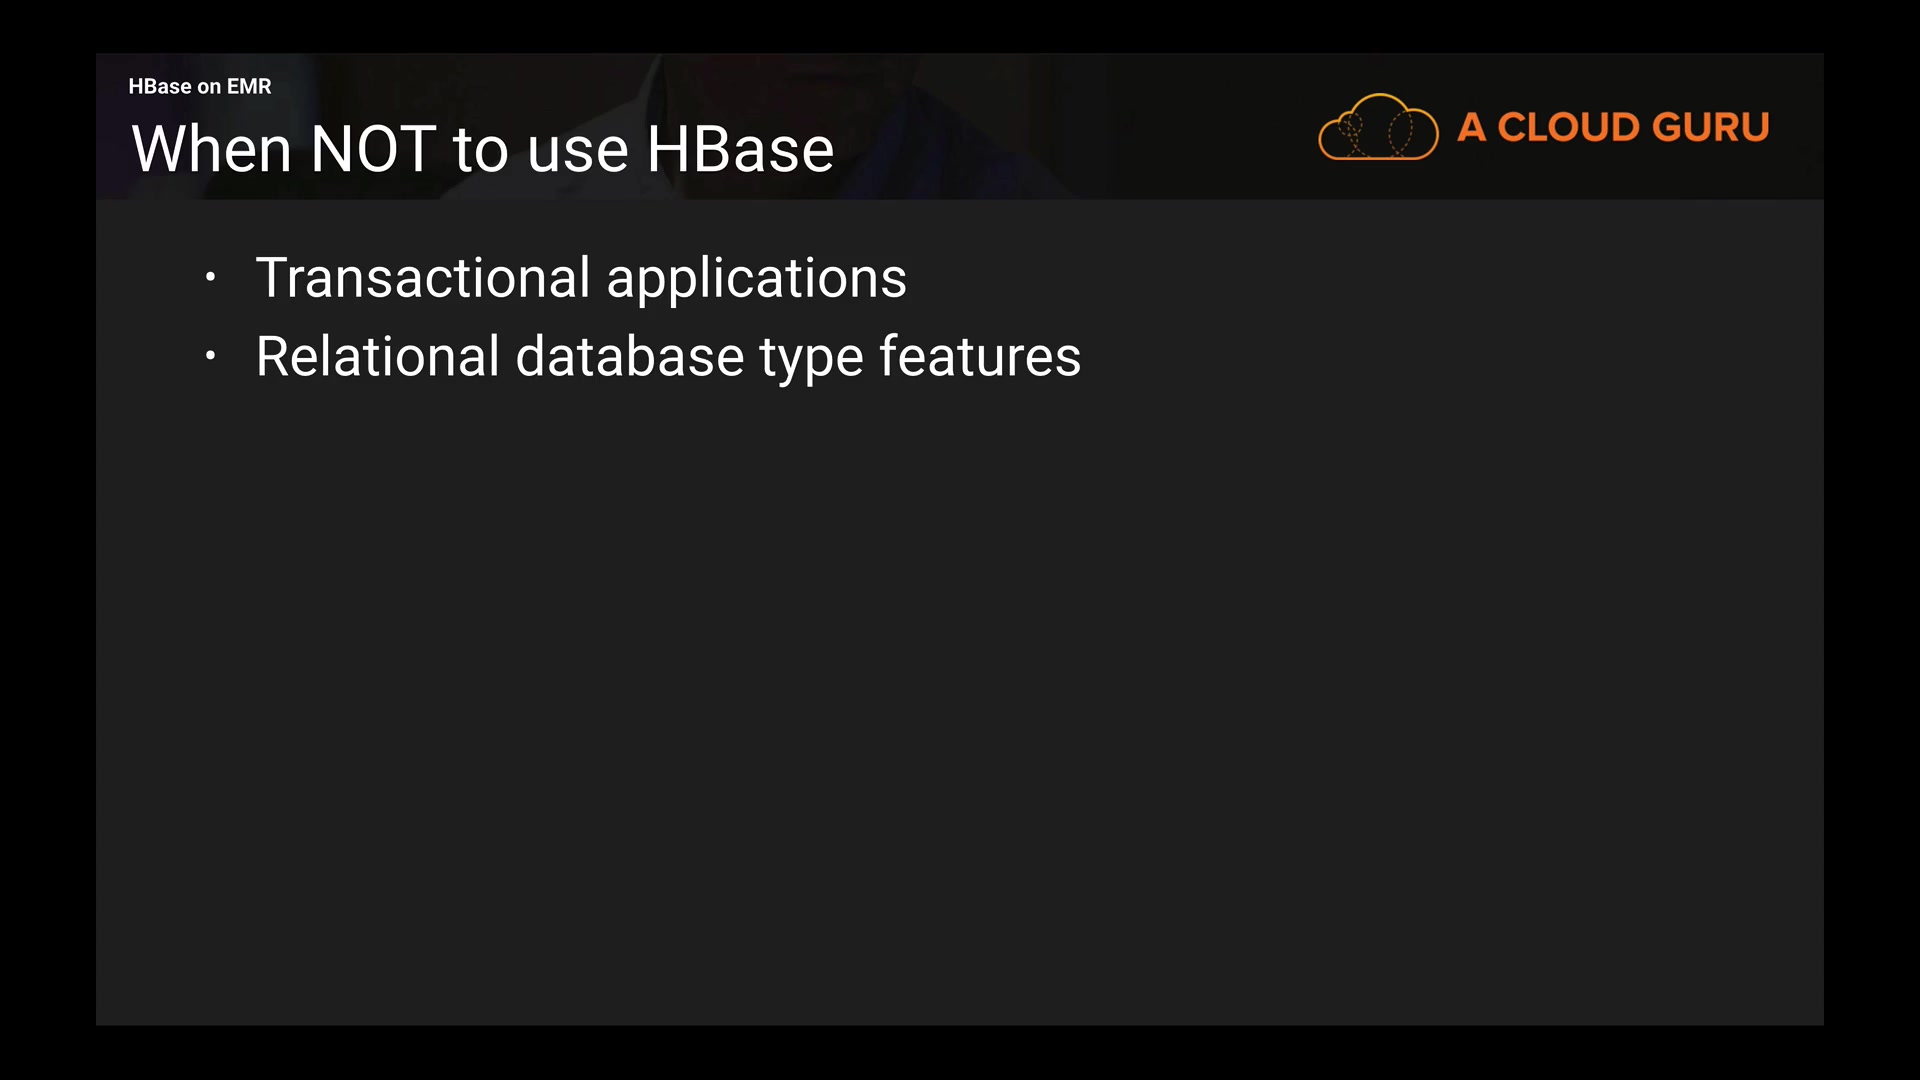 HBase on EMR
When NOT to use HBase
A CLOUD GURU
• Transactional applications
• Relational database type features